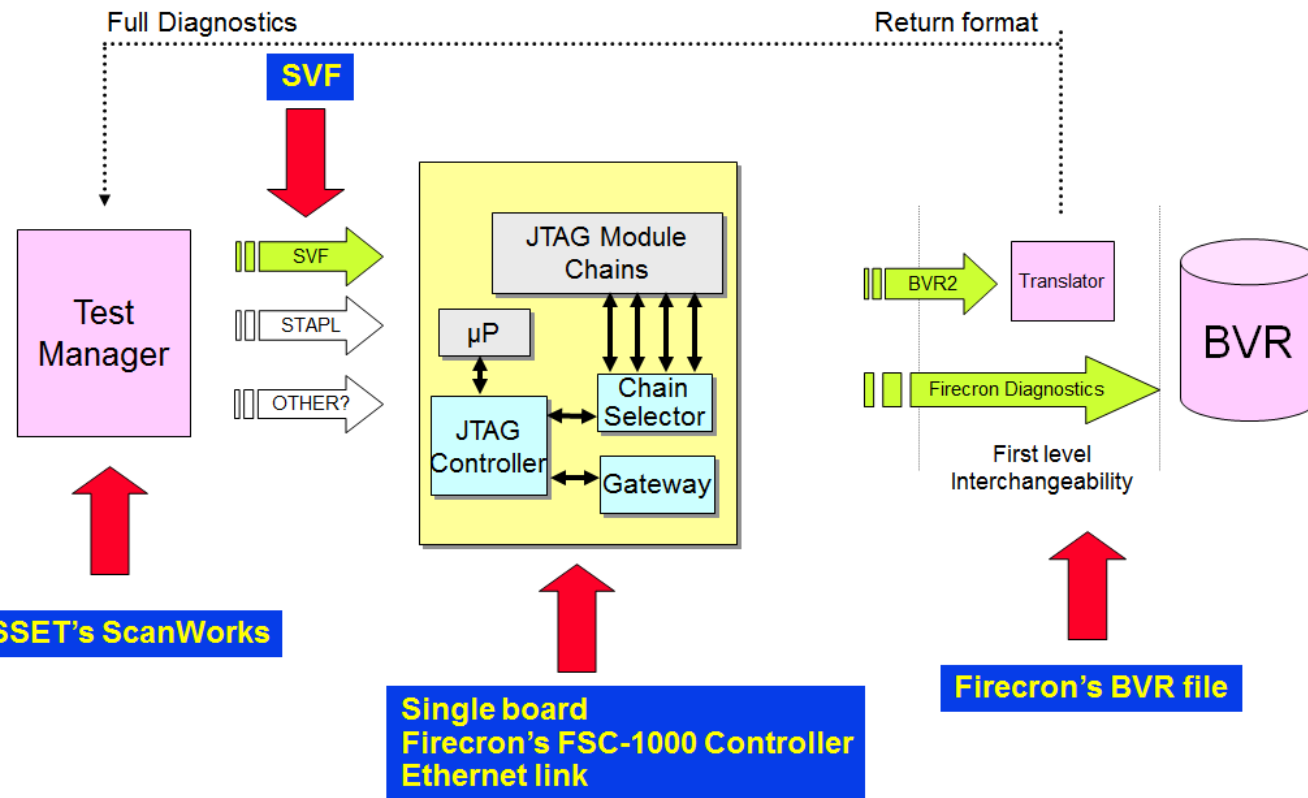 Full Diagnostics
Return format
SVF
Test
Manager
SVF
STAPL
OTHER?
JTAG Module
Chains
µP
JTAG
Controller
Chain
Selector
Gateway
BVR2
Translator
Firecron Diagnostics
BVR
First level
Interchangeability
SSET’s ScanWorks
Single board
Firecron’s FSC-1000 Controller
Ethernet link
Firecron’s BVR file